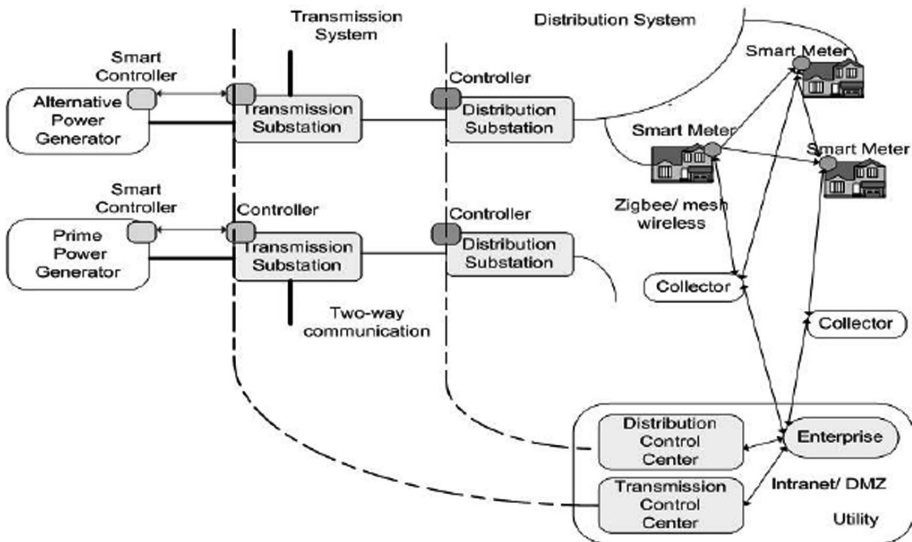 Transmission
System
Distribution System
Smart
Controller
Smart Meter
Controller
Alternative
Power
Generator
Transmission
Substation
Distribution
Substation
Smart Meter
Smart Meter
Smart
Controller
Controller
Controller
Zigbee/ mesh
wireless
Prime
Power
Generator
Transmission
Substation
Distribution
Substation
Collector
Two-way
communication
Collector
Distribution
Control
Center
Enterprise
Transmission
Control
Center
Intranet/ DMZ
Utility